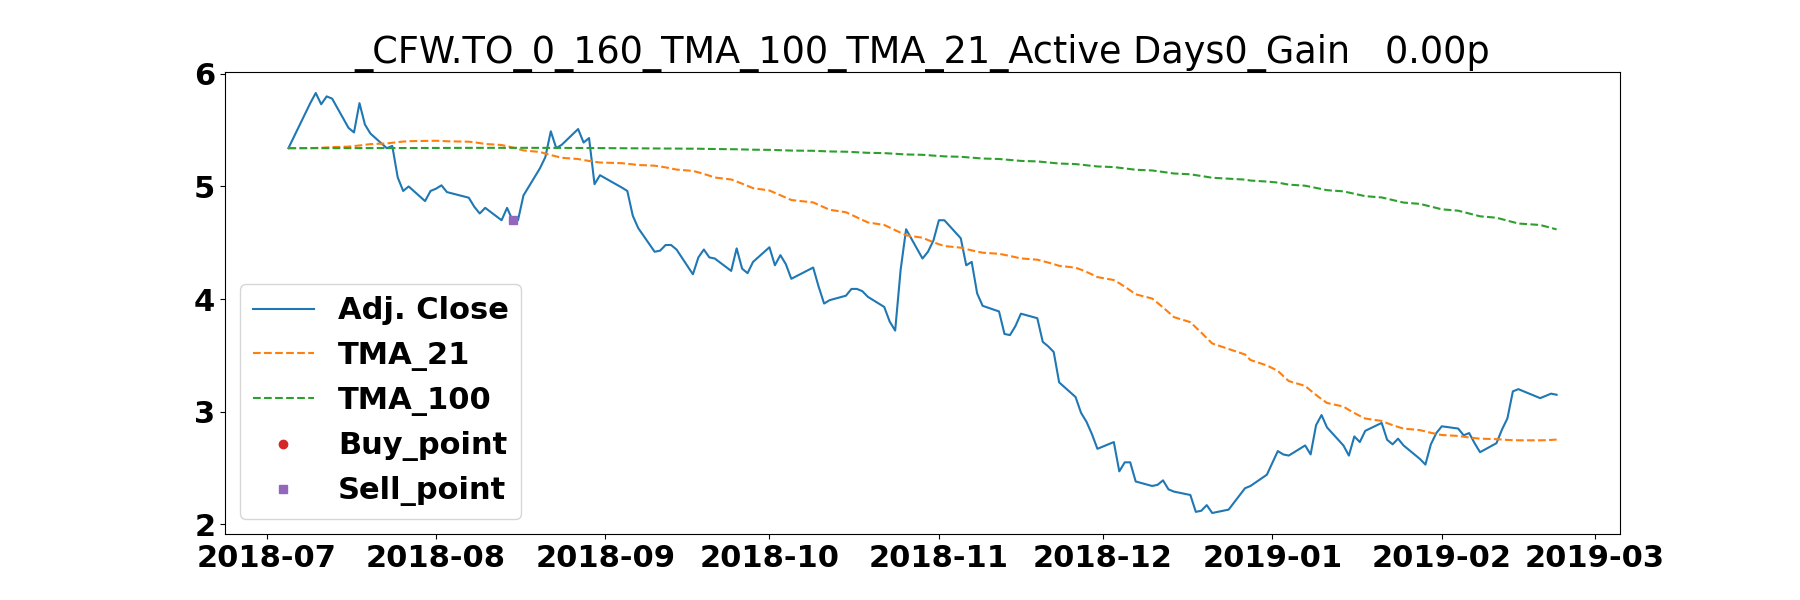 _CFW.TO_0_160_TMA_100_TMA_21_Active Days0_Gain   0.00p
6
5
4
3
2
Adj. Close
TMA_21
TMA_100
Buy_point
Sell_point
2018-07 2018-08 2018-09 2018-10 2018-11 2018-12 2019-01 2019-02 2019-03